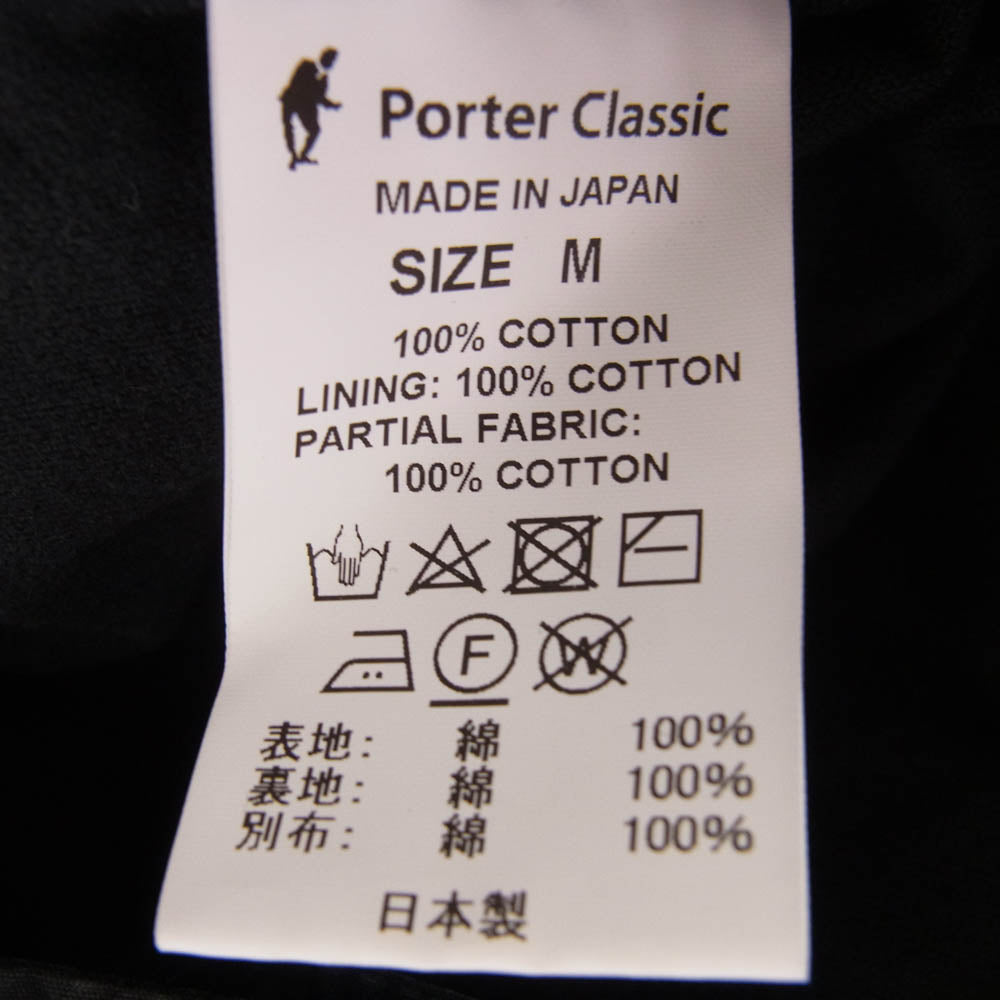 Porter Classic
MADE IN JAPAN
SIZE M
100% COTTON
LINING: 100% COTTON
PARTIAL FABRIC:
100% COTTON
F W
表地: 綿 100%
裏地: 綿 100%
別布: 綿 100%
日本製